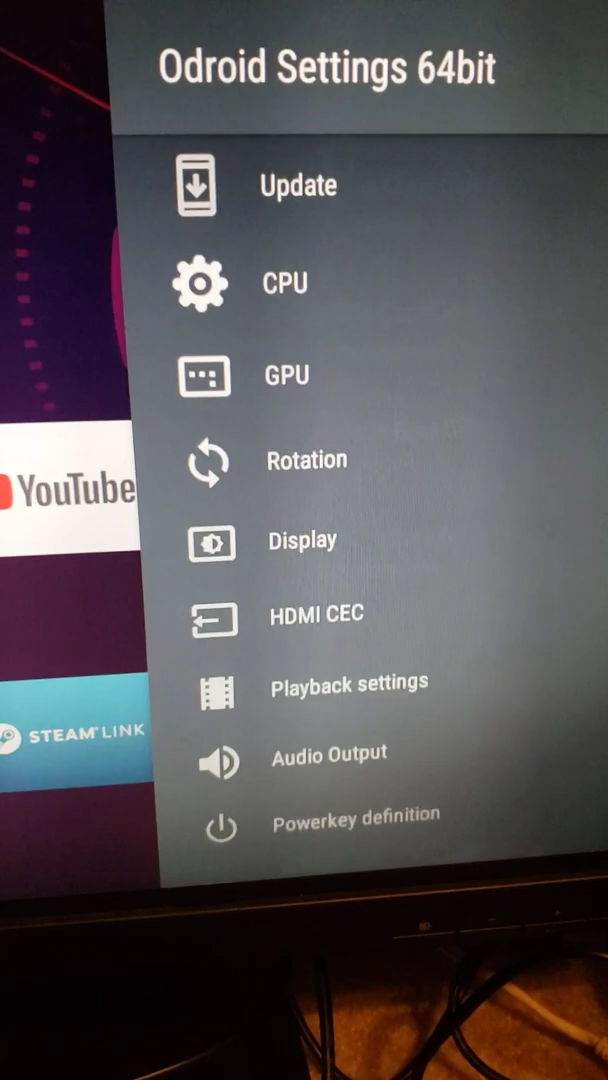 Odroid Settings 64bit
Update
CPU
GPU
Rotation
YouTube
Display
HDMI CEC
Playback settings
STEAM LINK
Audio Output
Powerkey definition